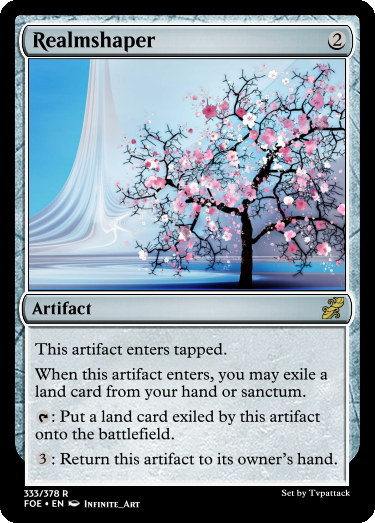 Realmshaper 2
Artifact
This artifact enters tapped.
When this artifact enters, you may exile a
land card from your hand or sanctum.
: Put a land card exiled by this artifact
onto the battlefield.
3 : Return this artifact to its owner's hand.
333/378 R
FOE • EN Infinite_Art
Set by Tvpattack